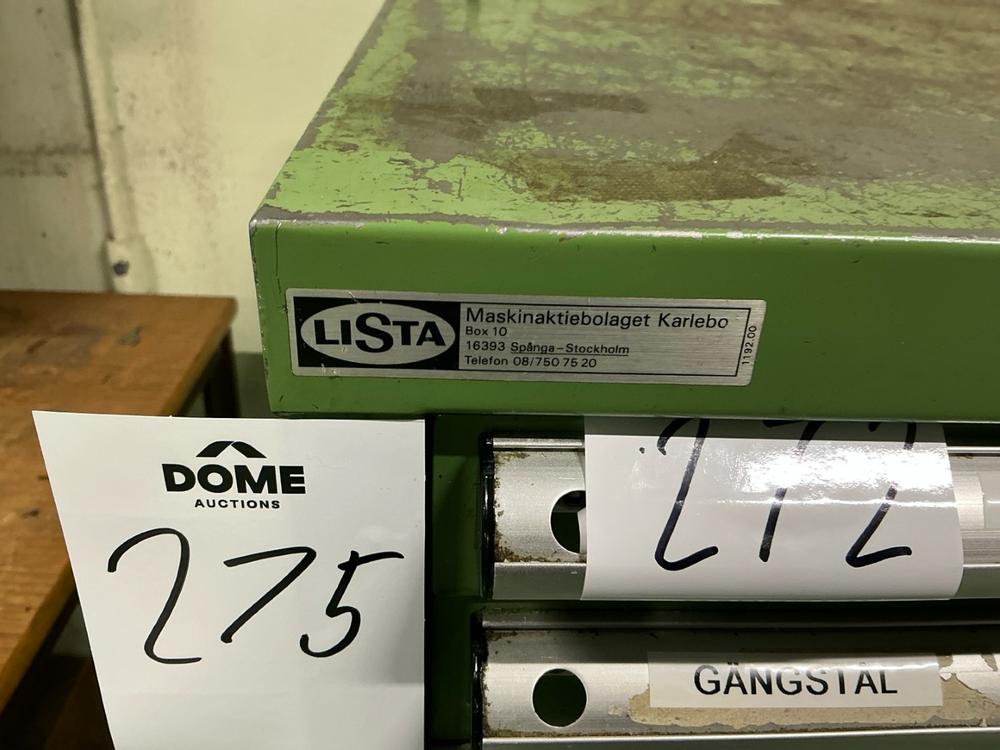 LISTA
Maskinaktiebolaget Karlebo
Box 10
16393 Spånga-Stockholm
Telefon 08/750 75 20
1192.00
DOME
AUCTIONS
275
272
GÄNGSTÅL